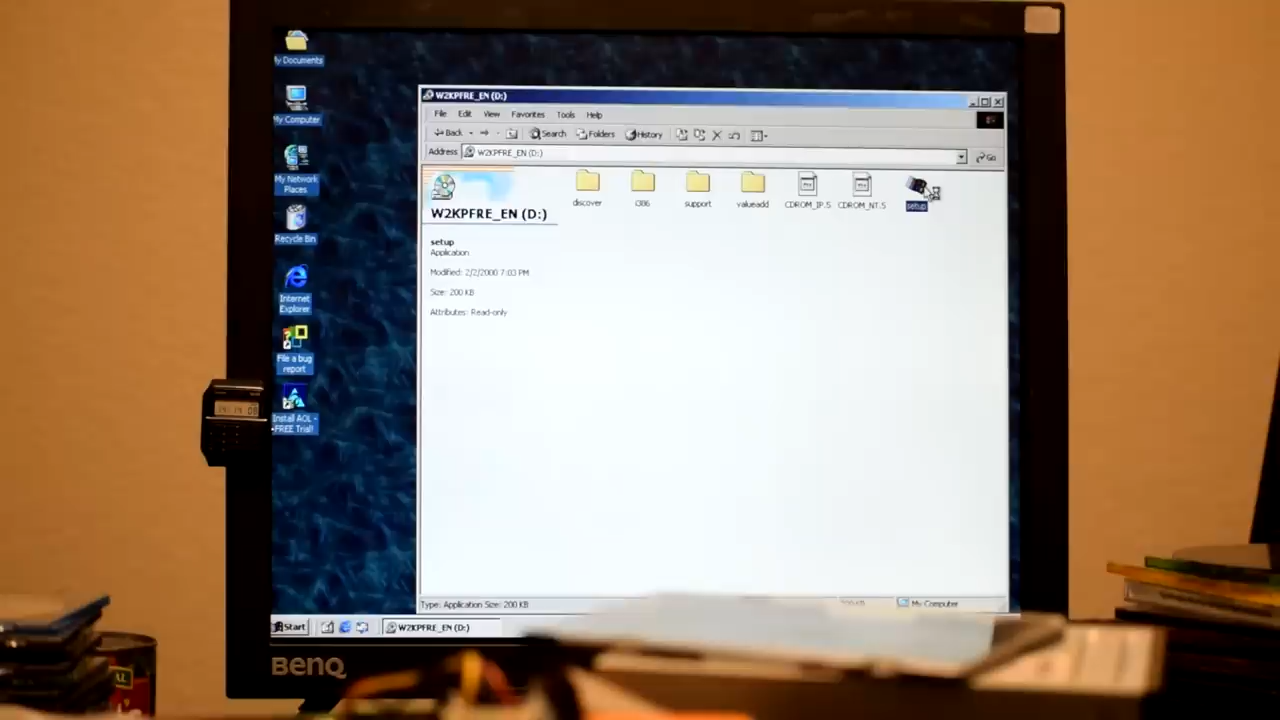 My Documents
My Computer
My Network
Places
Recycle Bin
Internet
Explorer
File a bug
report
Install AOL -
FREE Trial!
W2KPFRE_EN (D:)
File Edit View Favorites Tools Help
Back Search Folders History
Address W2KPFRE_EN (D:) Go
discover i386 support valueadd CDROM_IP.5 CDROM_NT.5 setup
W2KPFRE_EN (D:)
setup
Application
Modified: 2/2/2000 7:03 PM
Size: 200 KB
Attributes: Read-only
Type: Application Size: 200 KB My Computer
Start W2KPFRE_EN (D:)
BenQ